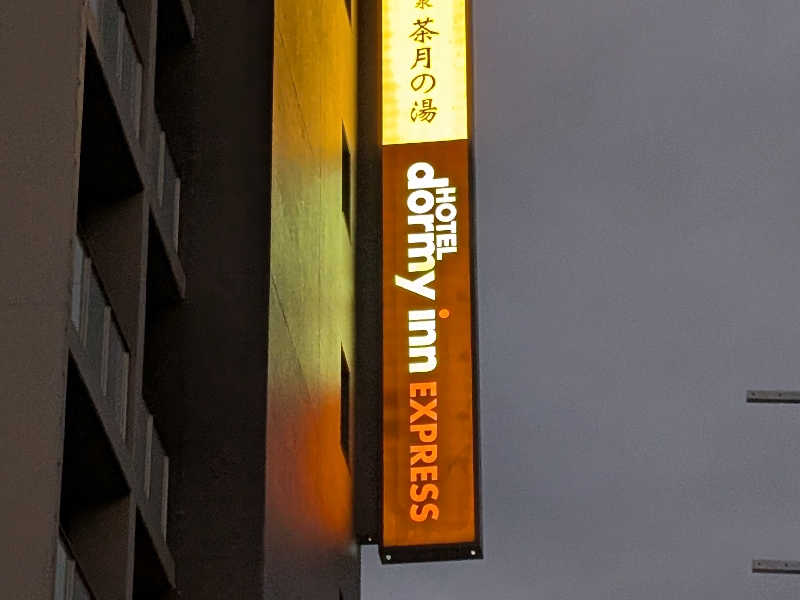 茶月の湯
HOTEL
dormy inn
EXPRESS